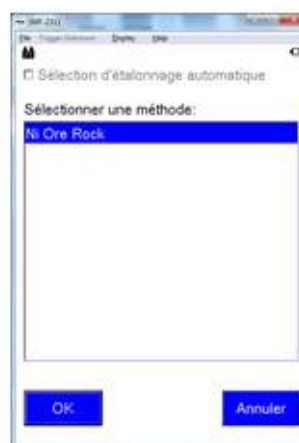 File Display Help
Sélection d'étalonnage automatique
Sélectionner une méthode:
Ni Ore Rock
OK
Annuler